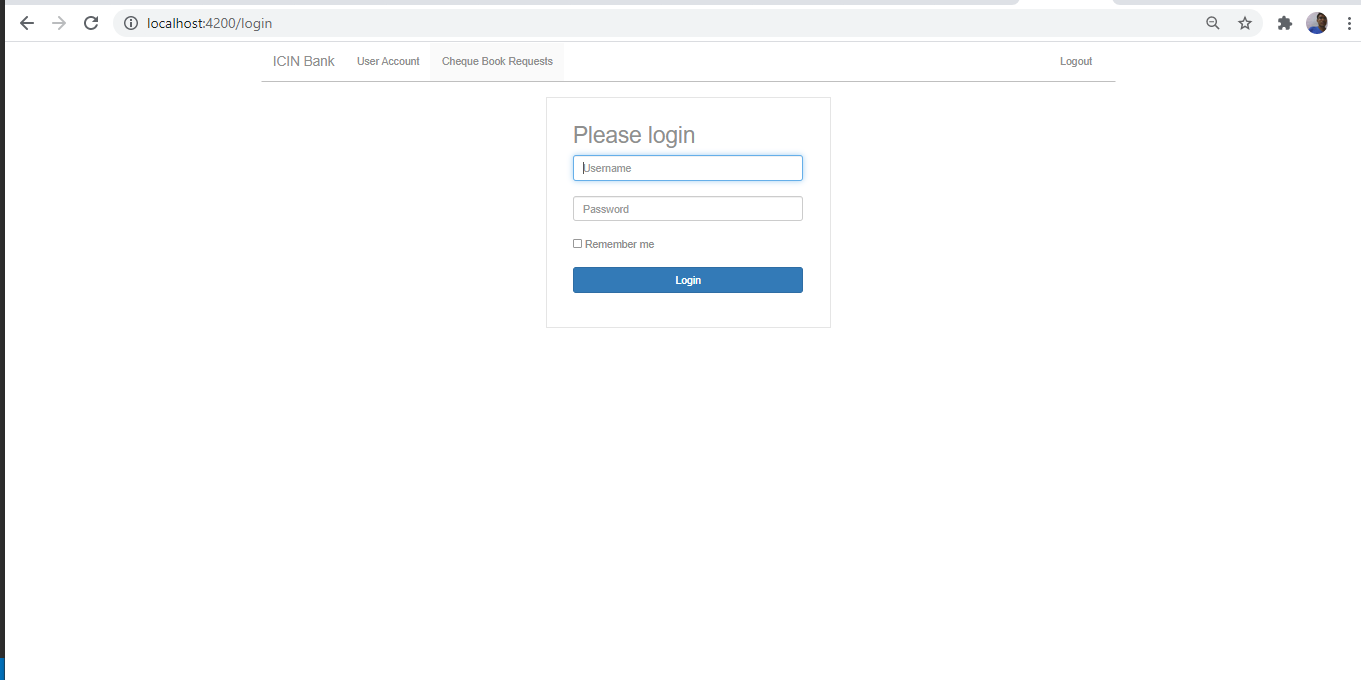 localhost:4200/login
ICIN Bank User Account Cheque Book Requests Logout
Please login
Username
Password
Remember me
Login